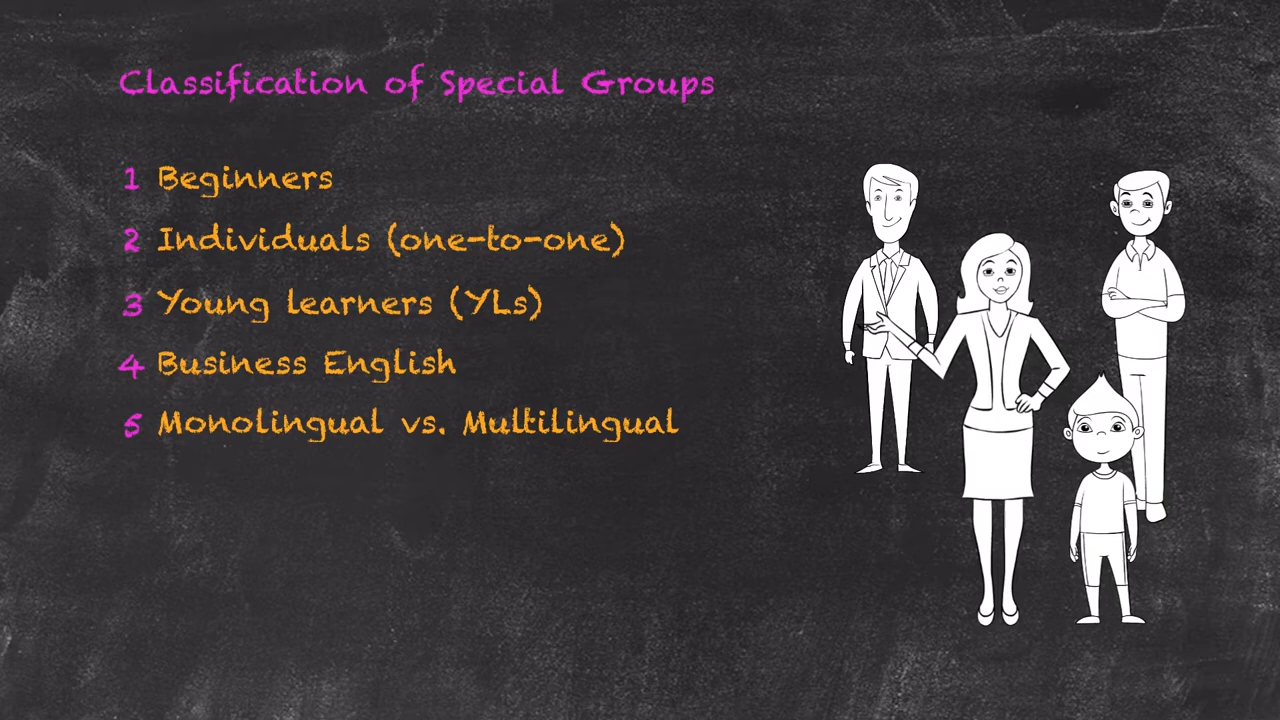 Classification of Special Groups
1 Beginners
2 Individuals (one-to-one)
3 Young learners (YLs)
4 Business English
5 Monolingual vs. Multilingual